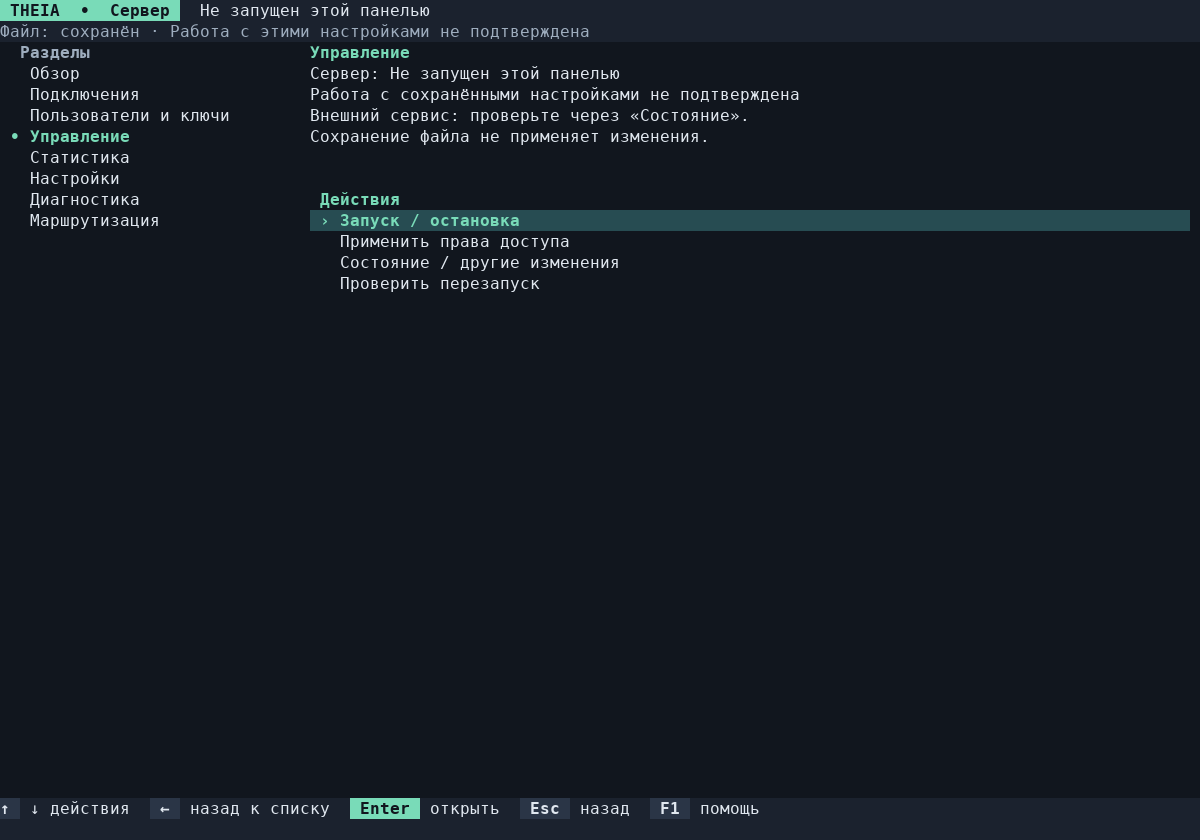 THEIA • Сервер Не запущен этой панелью
Файл: сохранён · Работа с этими настройками не подтверждена
Разделы
Обзор
Подключения
Пользователи и ключи
• Управление
Статистика
Настройки
Диагностика
Маршрутизация
Управление
Сервер: Не запущен этой панелью
Работа с сохранёнными настройками не подтверждена
Внешний сервис: проверьте через «Состояние».
Сохранение файла не применяет изменения.
Действия
› Запуск / остановка
Применить права доступа
Состояние / другие изменения
Проверить перезапуск
↑ ↓ действия ← назад к списку Enter открыть Esc назад F1 помощь